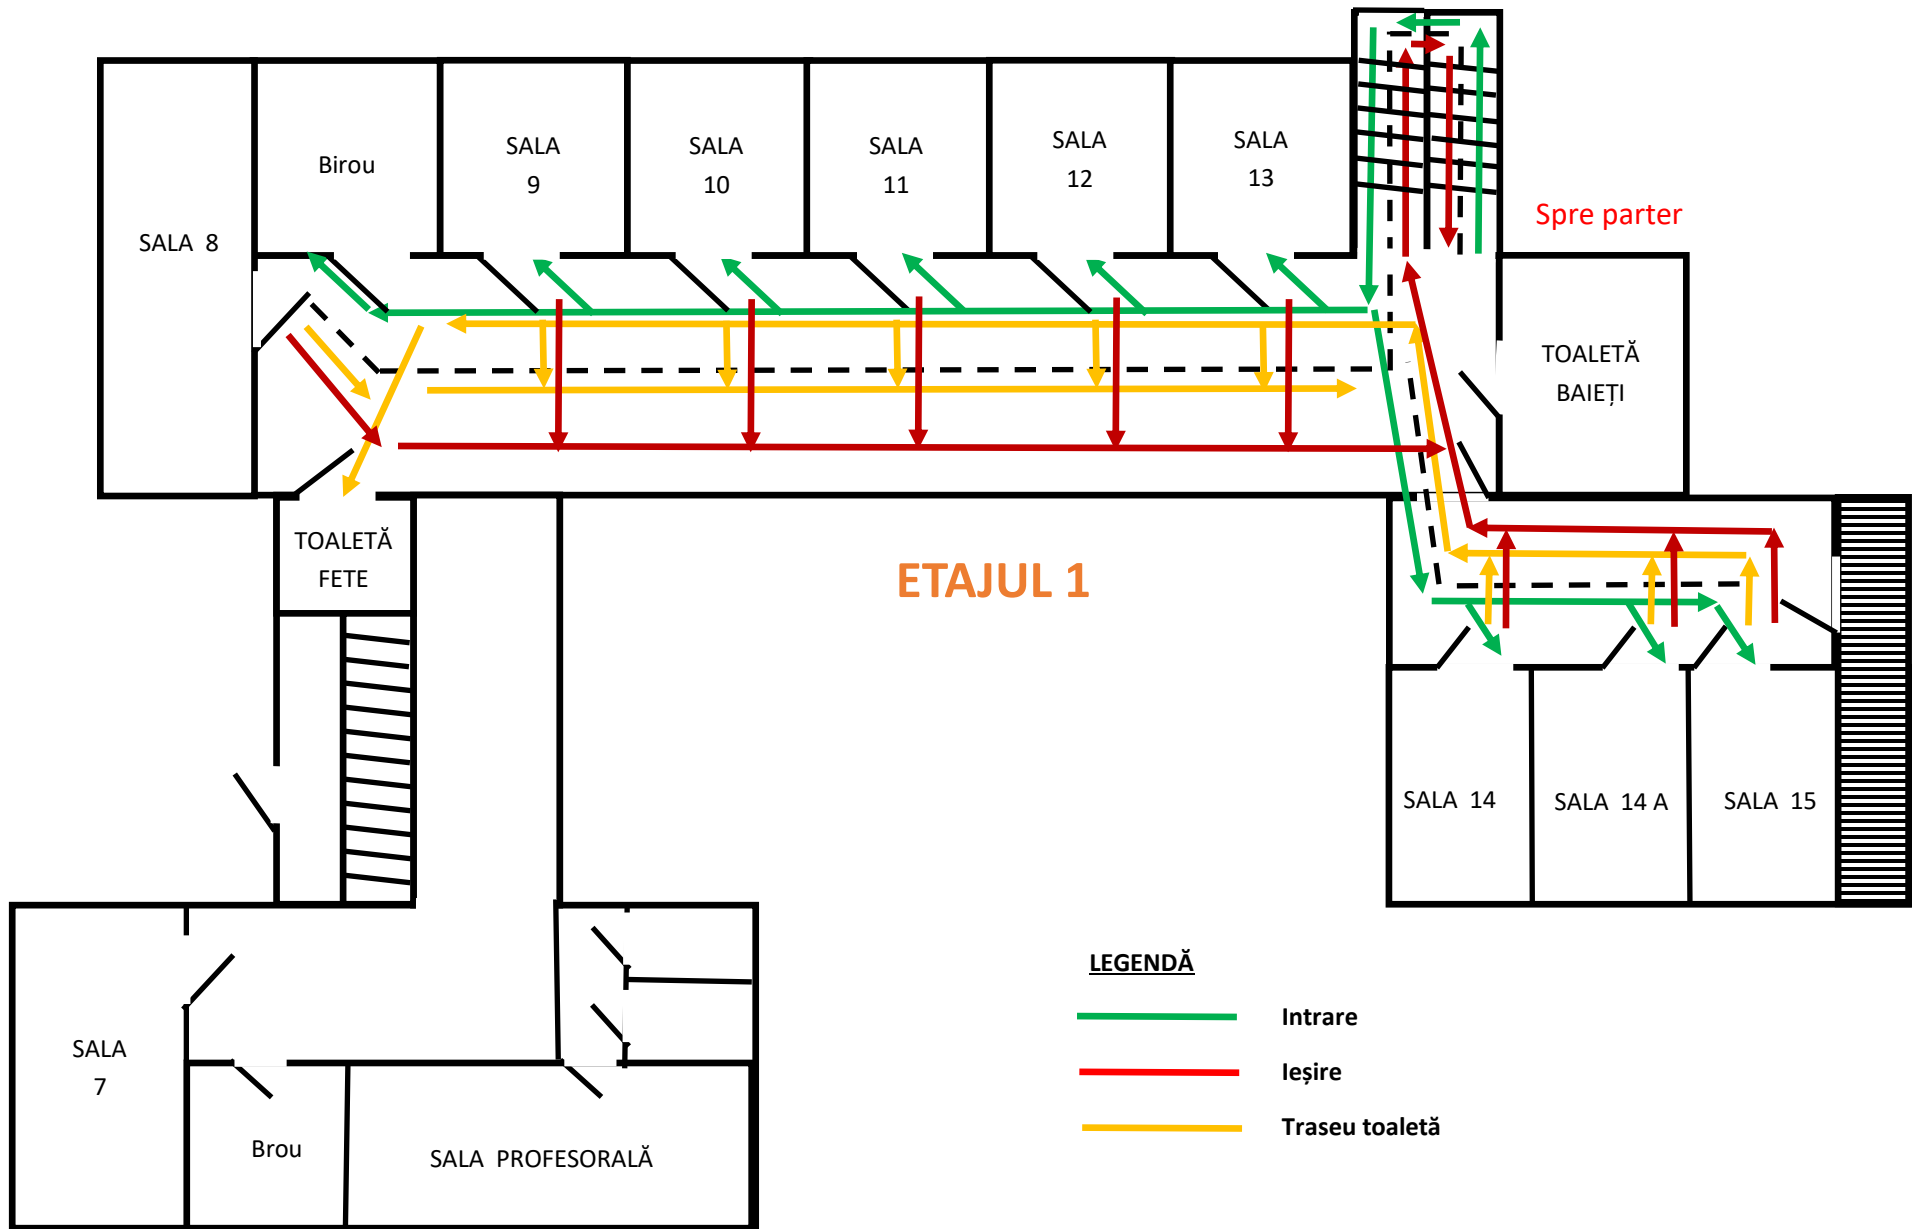 SALA 8
Birou
SALA
9
SALA
10
SALA
11
SALA
12
SALA
13
Spre parter
TOALETĂ
BAIEȚI
TOALETĂ
FETE
ETAJUL 1
SALA 14
SALA 14 A
SALA 15
SALA
7
Brou
SALA PROFESORALĂ
LEGENDĂ
Intrare
Ieșire
Traseu toaletă